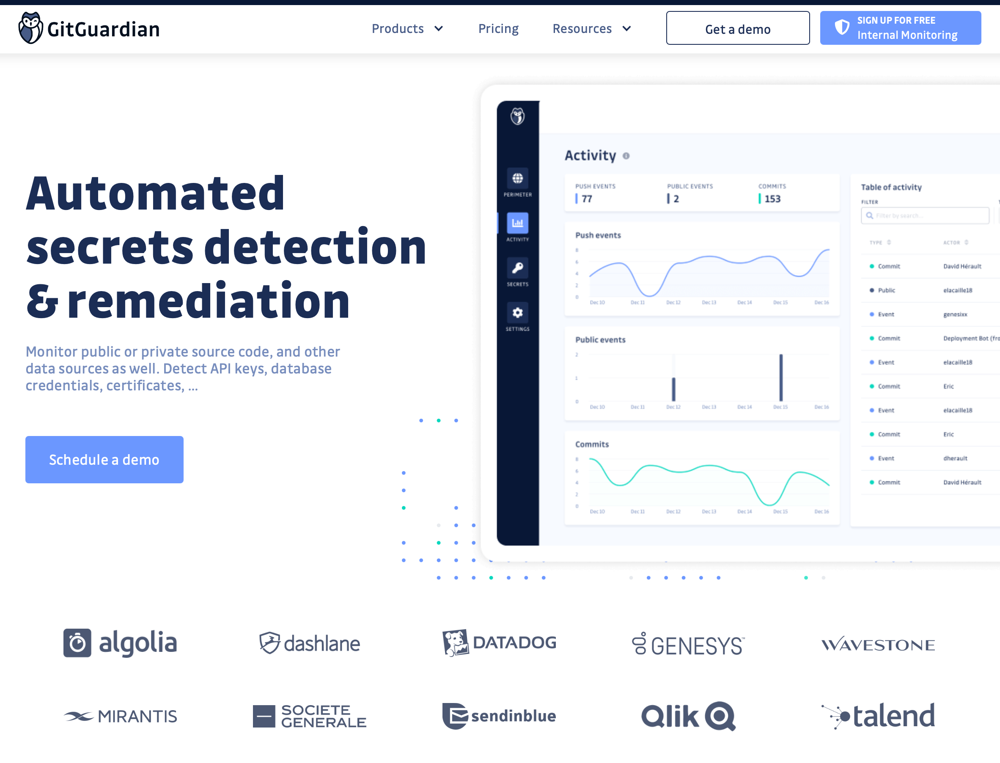 GitGuardian
Products
Pricing
Resources
Get a demo
SIGN UP FOR FREE
Internal Monitoring
Automated
secrets detection
& remediation
Monitor public or private source code, and other
data sources as well. Detect API keys, database
credentials, certificates, ...
Schedule a demo
PERIMETER
ACTIVITY
SECRETS
SETTINGS
Activity
PUSH EVENTS
77
PUBLIC EVENTS
2
COMMITS
153
Push events
8
6
4
2
0
Dec 10 Dec 11 Dec 12 Dec 13 Dec 14 Dec 15 Dec 16
Public events
2
1
0
Dec 10 Dec 11 Dec 12 Dec 13 Dec 14 Dec 15 Dec 16
Commits
8
6
4
2
0
Dec 10 Dec 11 Dec 12 Dec 13 Dec 14 Dec 15 Dec 16
Table of activity
FILTER
Filter by search...
TYPE ACTOR
Commit David Hérault
Public elacaille18
Event genesixx
Commit Deployment Bot (fro
Event elacaille18
Commit Eric
Event elacaille18
Commit Eric
Event dherault
Commit David Hérault
algolia
dashlane
DATADOG
GENESYS™
WAVESTONE
MIRANTIS
SOCIETE
GENERALE
sendinblue
Qlik
talend